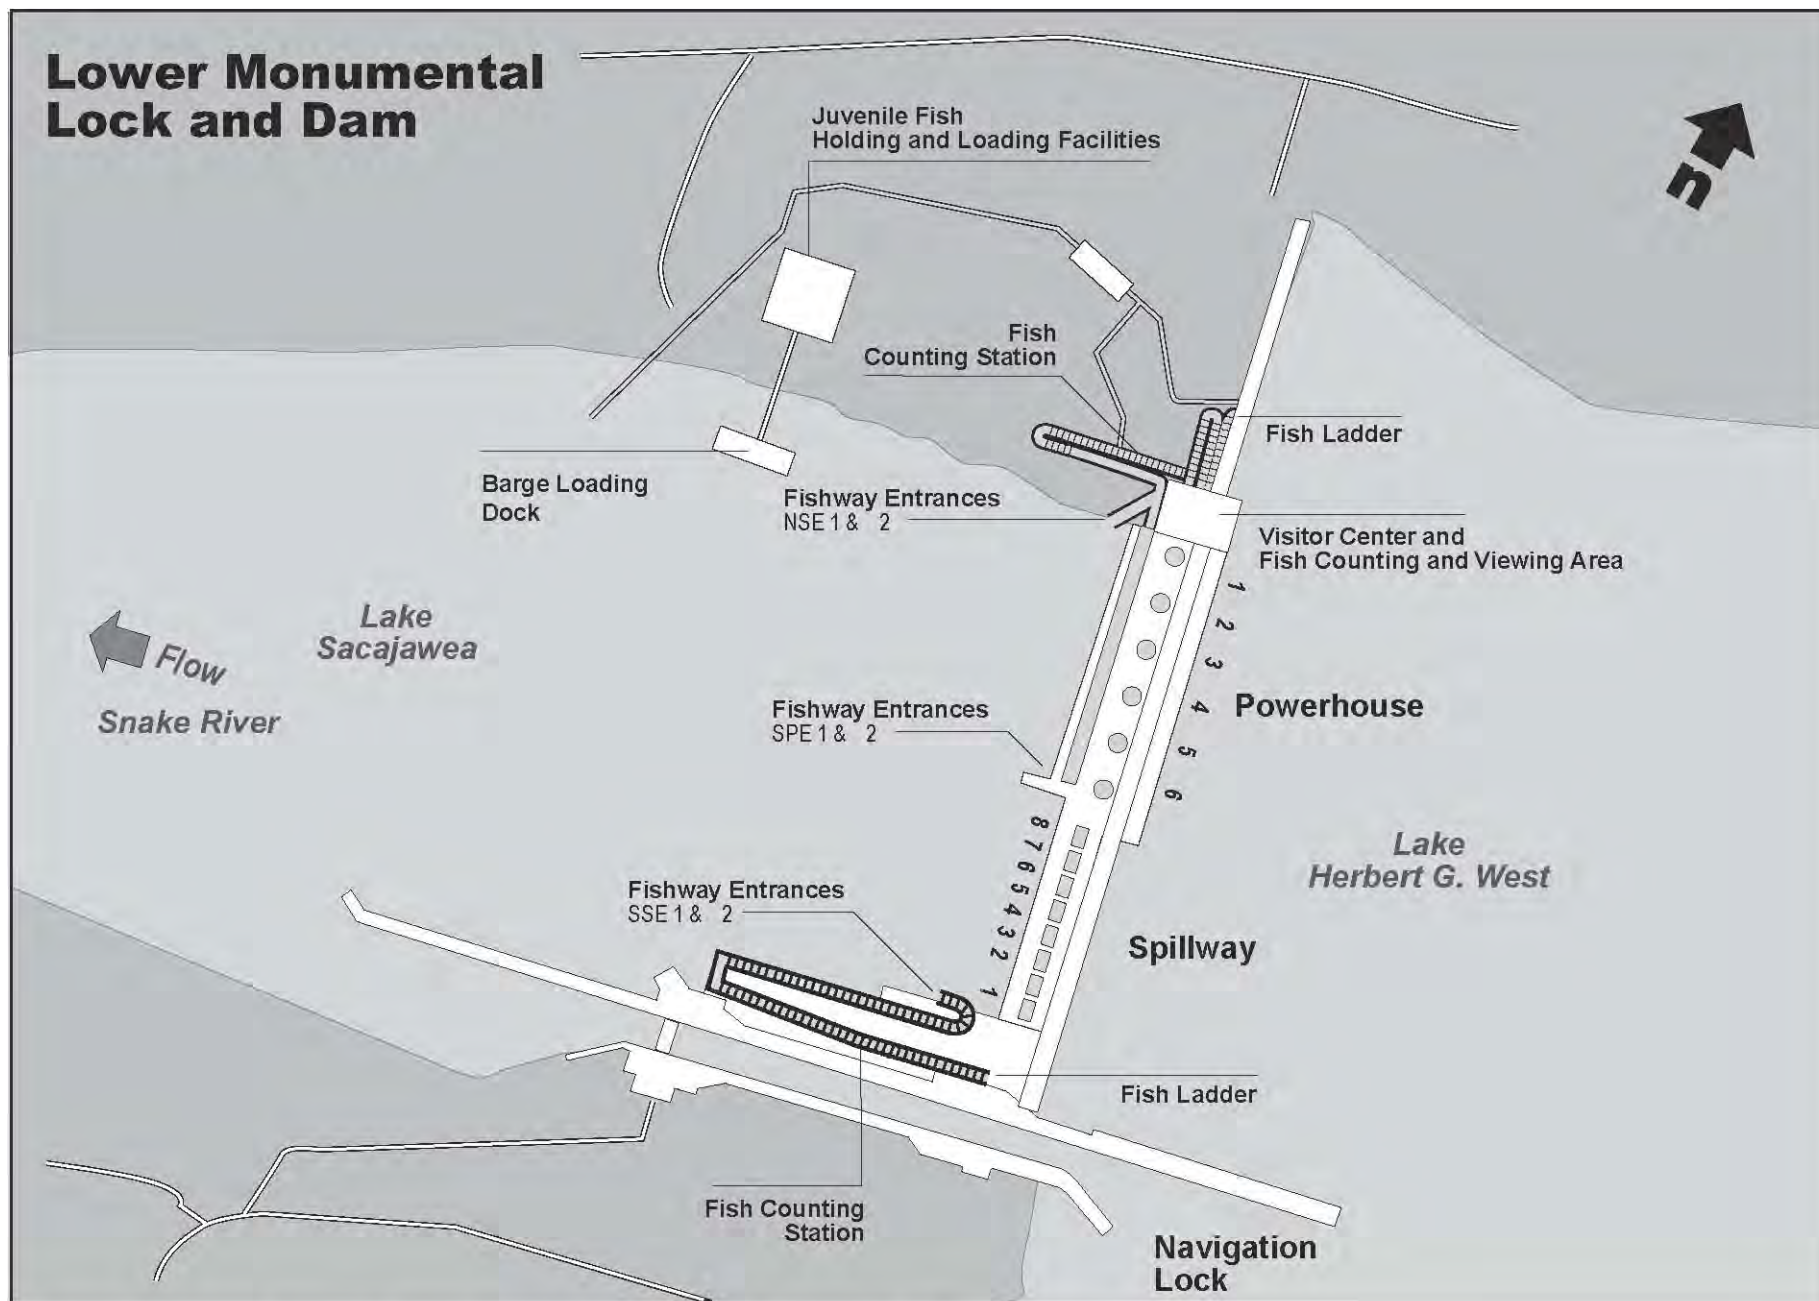 Lower Monumental
Lock and Dam
Juvenile Fish
Holding and Loading Facilities
n
Fish
Counting Station
Fish Ladder
Barge Loading
Dock
Fishway Entrances
NSE 1 & 2
Visitor Center and
Fish Counting and Viewing Area
1
2
3
4
5
6
Lake
Sacajawea
Flow
Snake River
Powerhouse
Fishway Entrances
SPE 1 & 2
8
7
6
5
4
3
2
1
Lake
Herbert G. West
Fishway Entrances
SSE 1 & 2
Spillway
Fish Ladder
Fish Counting
Station
Navigation
Lock